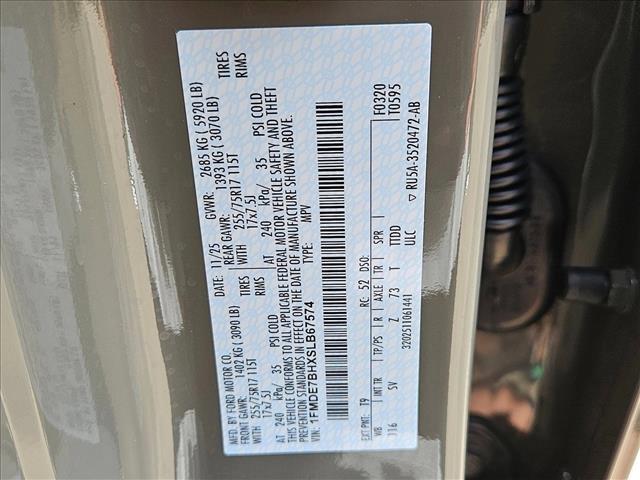 MFD. BY FORD MOTOR CO.
DATE: 11/25 GVWR: 2685 KG ( 5920 LB)
FRONT GAWR: 1402 KG ( 3090 LB) REAR GAWR: 1393 KG ( 3070 LB)
WITH 255/75R17 115T TIRES WITH 255/75R17 115T TIRES
17x7.5J RIMS 17x7.5J RIMS
AT 240 kPa/ 35 PSI COLD AT 240 kPa/ 35 PSI COLD
THIS VEHICLE CONFORMS TO ALL APPLICABLE FEDERAL MOTOR VEHICLE SAFETY AND THEFT
PREVENTION STANDARDS IN EFFECT ON THE DATE OF MANUFACTURE SHOWN ABOVE.
VIN: 1FMDE7BHXSLB67574 TYPE: MPV
F0320
T0595
EXT PNT: T9 RC: 52 DSO:
WB INT TR TP/PS R AXLE TR SPR
116 SV Z 73 T TTDD
3202511061441 ULC
▽ RU5A-3520472-AB